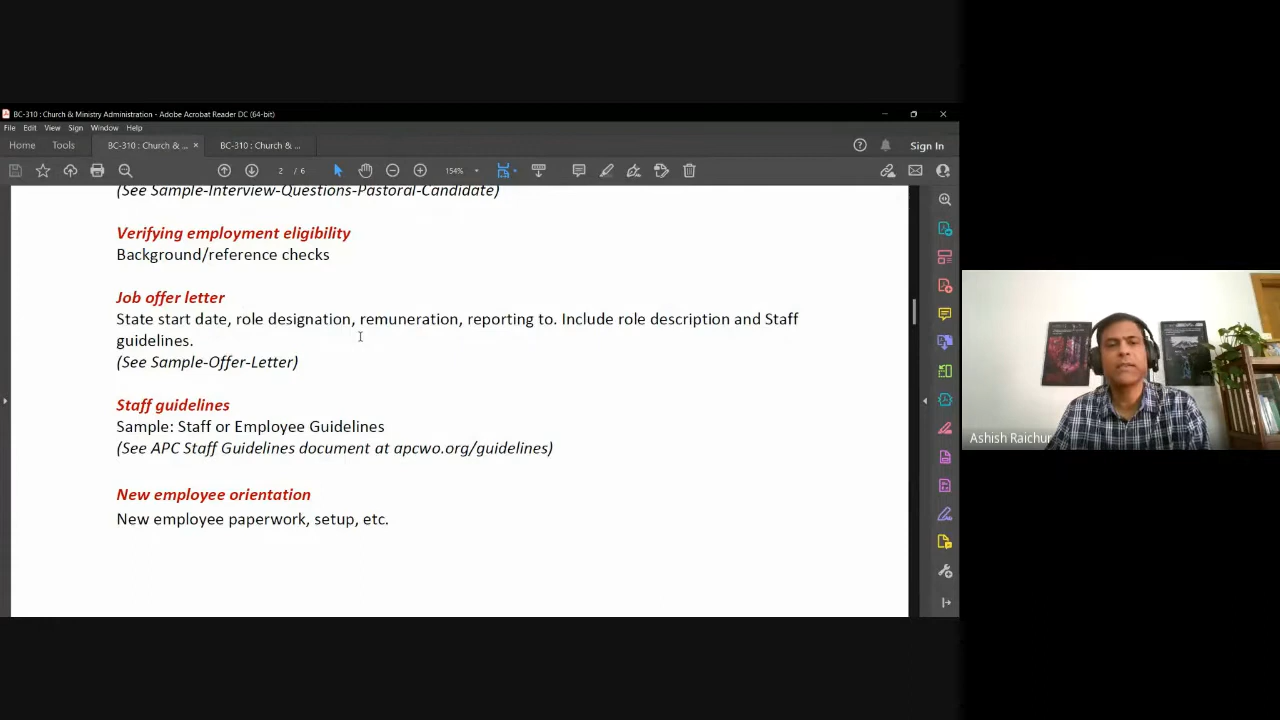 BC-310 : Church & Ministry Administration - Adobe Acrobat Reader DC (64-bit)
File Edit View Sign Window Help
Home Tools BC-310 : Church & ... × BC-310 : Church & ... Sign In
2 / 6 154%
(See Sample-Interview-Questions-Pastoral-Candidate)
Verifying employment eligibility
Background/reference checks
Job offer letter
State start date, role designation, remuneration, reporting to. Include role description and Staff
guidelines.
(See Sample-Offer-Letter)
Staff guidelines
Sample: Staff or Employee Guidelines
(See APC Staff Guidelines document at apcwo.org/guidelines)
New employee orientation
New employee paperwork, setup, etc.
Ashish Raichur